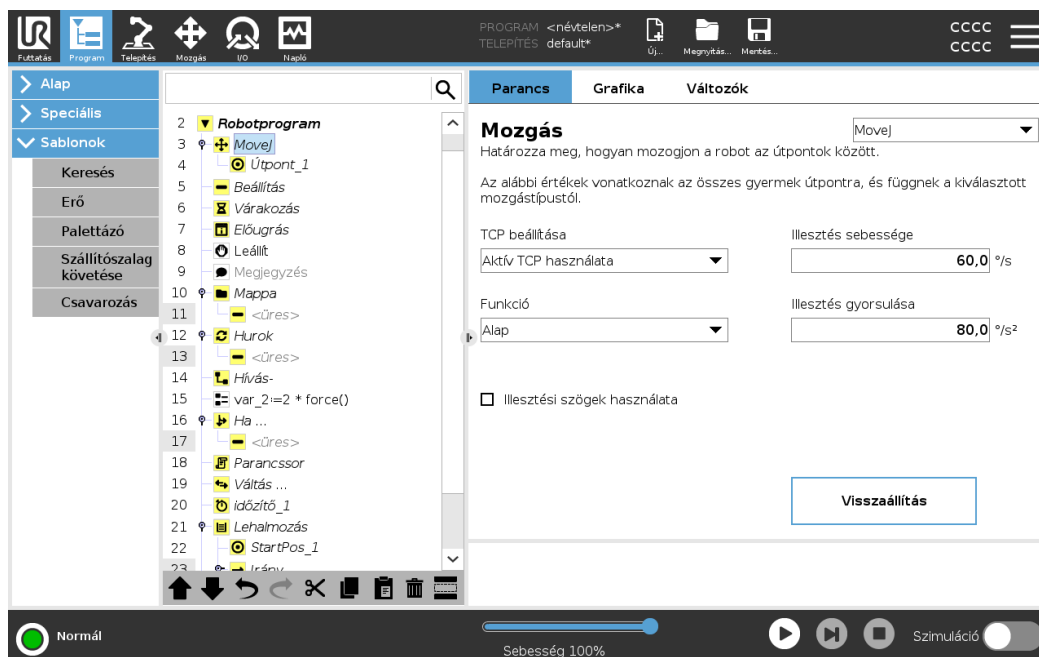 Futtatás
Program
Telepítés
Mozgás
I/O
Napló
PROGRAM <névtelen>*
TELEPÍTÉS default*
Új...
Megnyitás...
Mentés...
CCCC
CCCC
Alap
Speciális
Sablonok
Keresés
Erő
Palettázó
Szállítószalag
követése
Csavarozás
2 Robotprogram
3 MoveJ
4 Útpont_1
5 Beállítás
6 Várakozás
7 Előugrás
8 Leállít
9 Megjegyzés
10 Mappa
11 <üres>
12 Hurok
13 <üres>
14 Hívás-
15 var_2:=2 * force()
16 Ha ...
17 <üres>
18 Parancssor
19 Váltás ...
20 időzítő_1
21 Lehalmozás
22 StartPos_1
23 Irány
Parancs
Grafika
Változók
Mozgás
MoveJ
Határozza meg, hogyan mozogjon a robot az útpontok között.
Az alábbi értékek vonatkoznak az összes gyermek útpontra, és függnek a kiválasztott
mozgástípustól.
TCP beállítása
Illesztés sebessége
Aktív TCP használata
60,0 °/s
Funkció
Illesztés gyorsulása
Alap
80,0 °/s²
Illesztési szögek használata
Visszaállítás
Normál
Sebesség 100%
Szimuláció